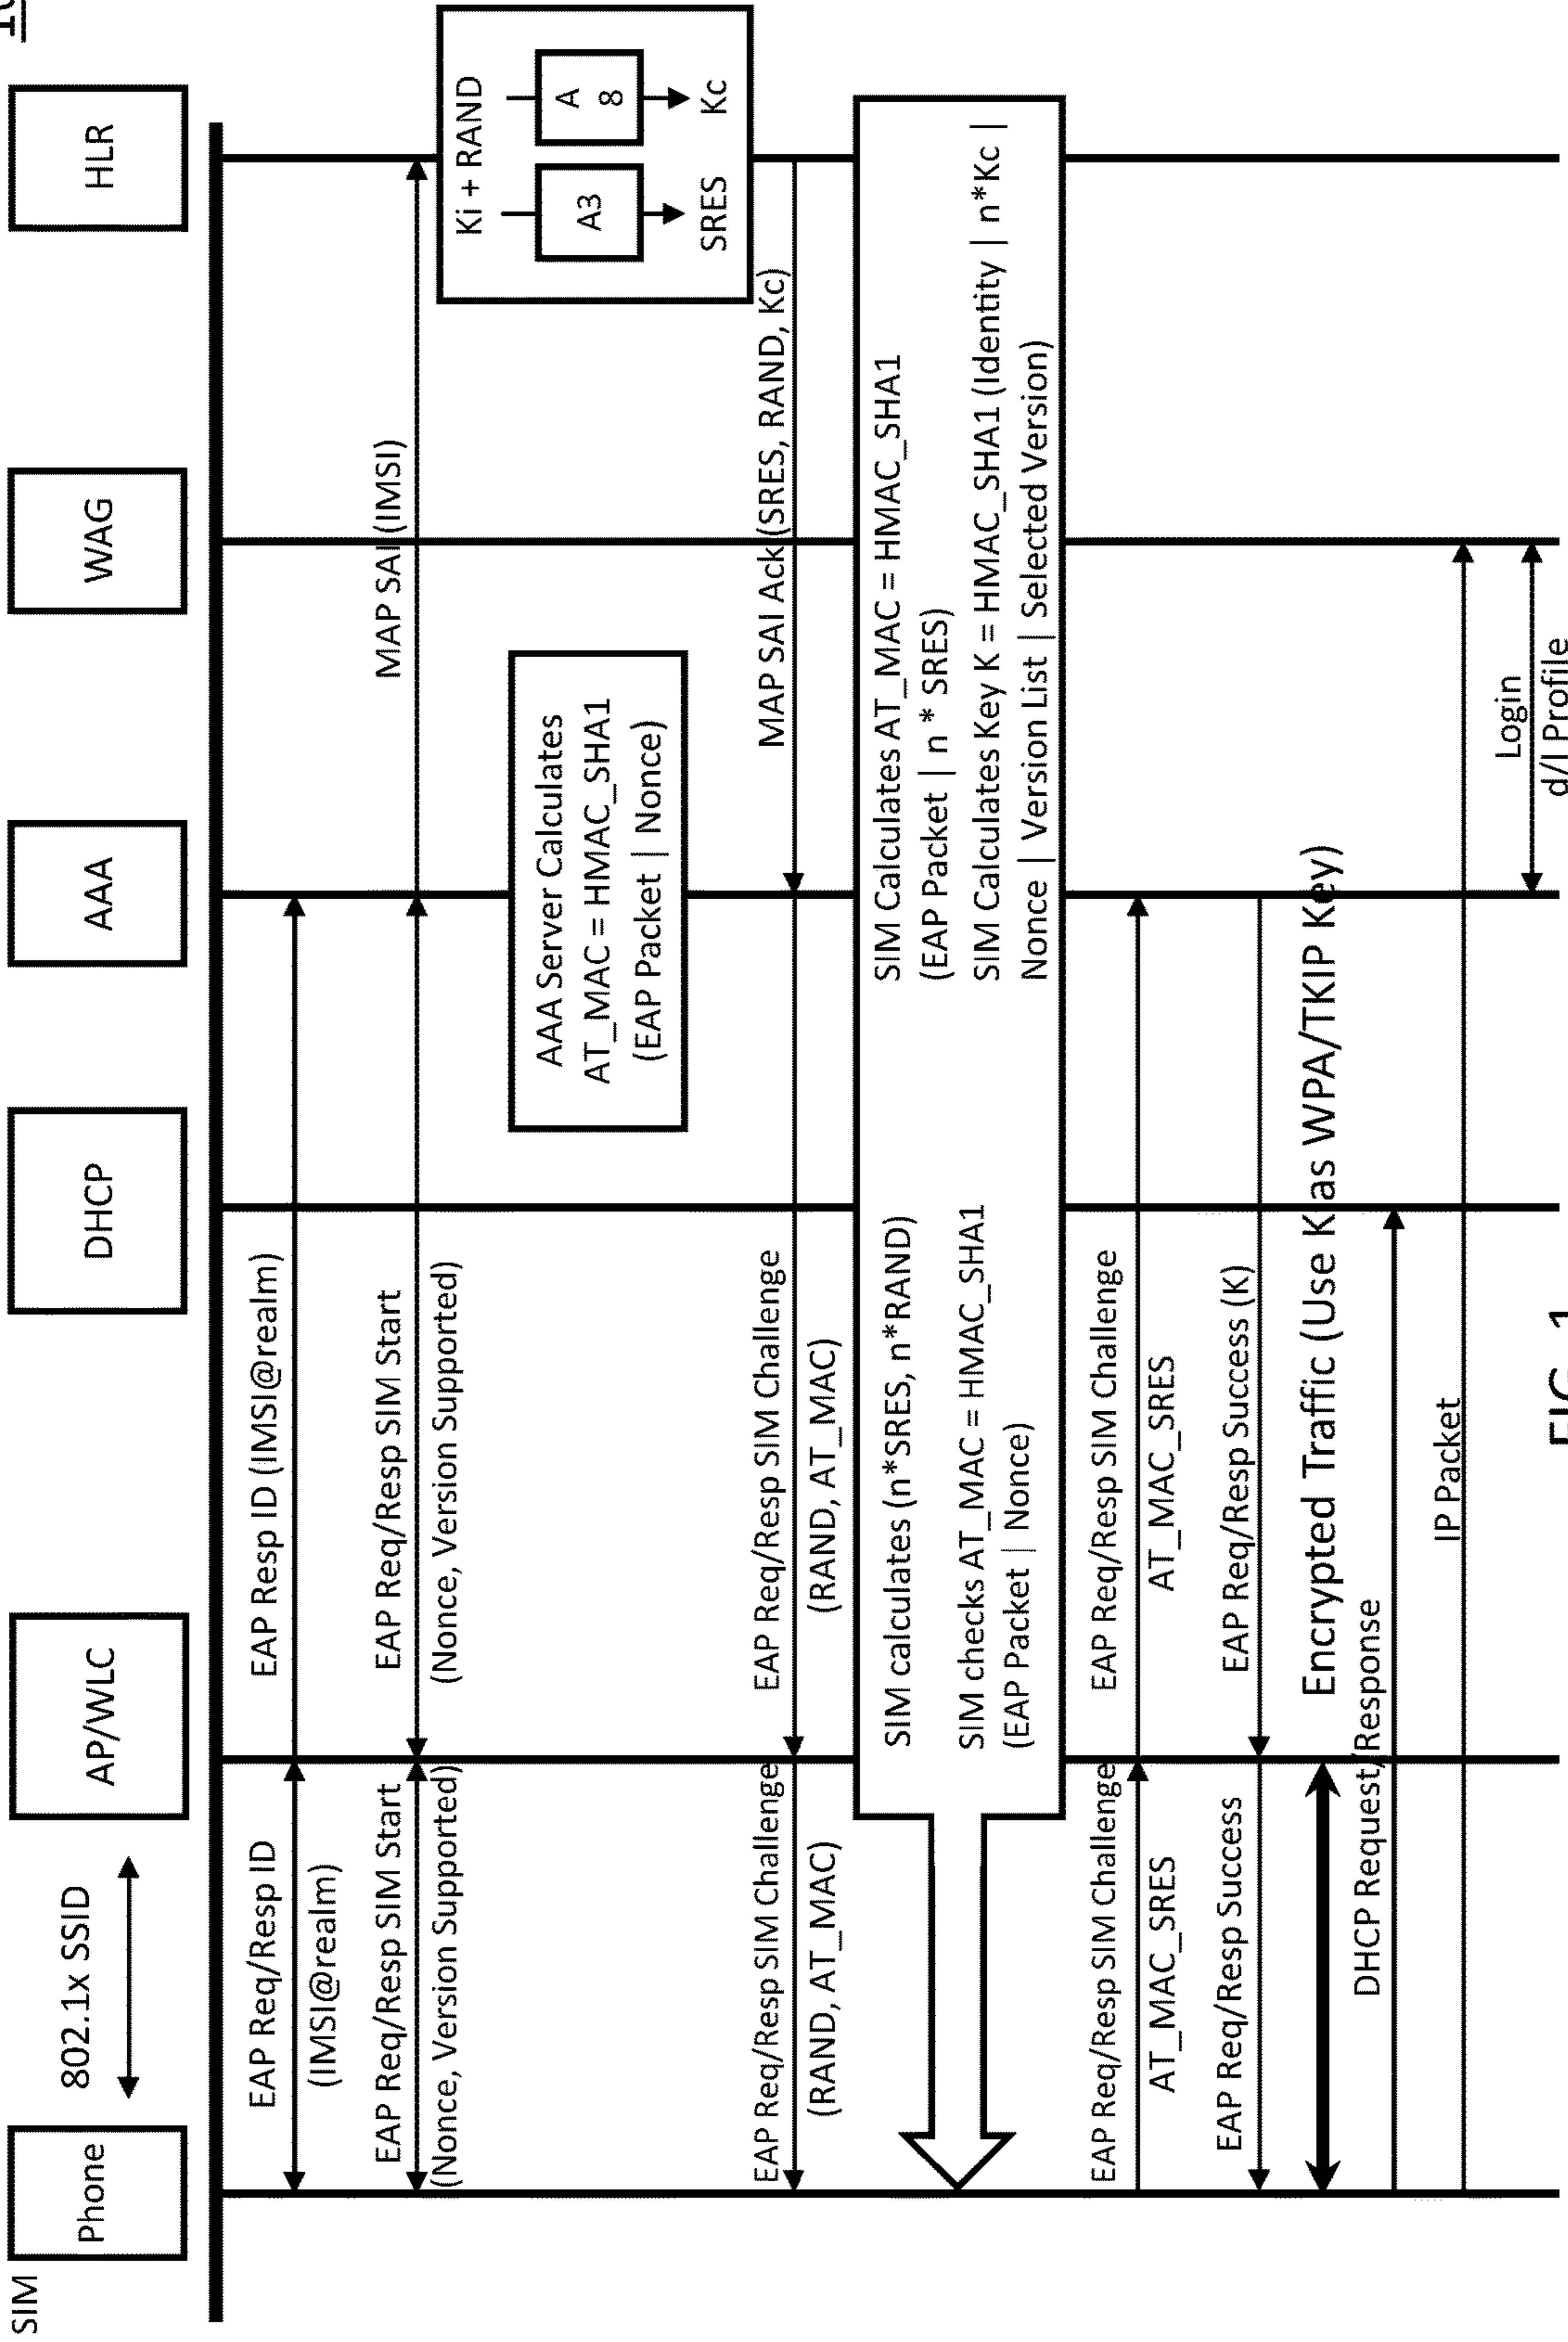 SIM
Phone
802.1x SSID
AP/WLC
DHCP
AAA
WAG
HLR
EAP Req/Resp ID
(IMSI@realm)
EAP Resp ID (IMSI@realm)
EAP Req/Resp SIM Start
(Nonce, Version Supported)
EAP Req/Resp SIM Start
(Nonce, Version Supported)
MAP SAI (IMSI)
Ki + RAND
A3
A
8
SRES
Kc
AAA Server Calculates
AT_MAC = HMAC_SHA1
(EAP Packet | Nonce)
MAP SAI Ack (SRES, RAND, Kc)
EAP Req/Resp SIM Challenge
(RAND, AT_MAC)
EAP Req/Resp SIM Challenge
(RAND, AT_MAC)
SIM calculates (n*SRES, n*RAND)
SIM checks AT_MAC = HMAC_SHA1
(EAP Packet | Nonce)
SIM Calculates AT_MAC = HMAC_SHA1
(EAP Packet | n * SRES)
SIM Calculates Key K = HMAC_SHA1 (Identity | n*Kc |
Nonce | Version List | Selected Version)
EAP Req/Resp SIM Challenge
AT_MAC_SRES
EAP Req/Resp SIM Challenge
AT_MAC_SRES
EAP Req/Resp Success
EAP Req/Resp Success (K)
Encrypted Traffic (Use K as WPA/TKIP Key)
DHCP Request/Response
IP Packet
Login
d/l Profile
FIG. 1